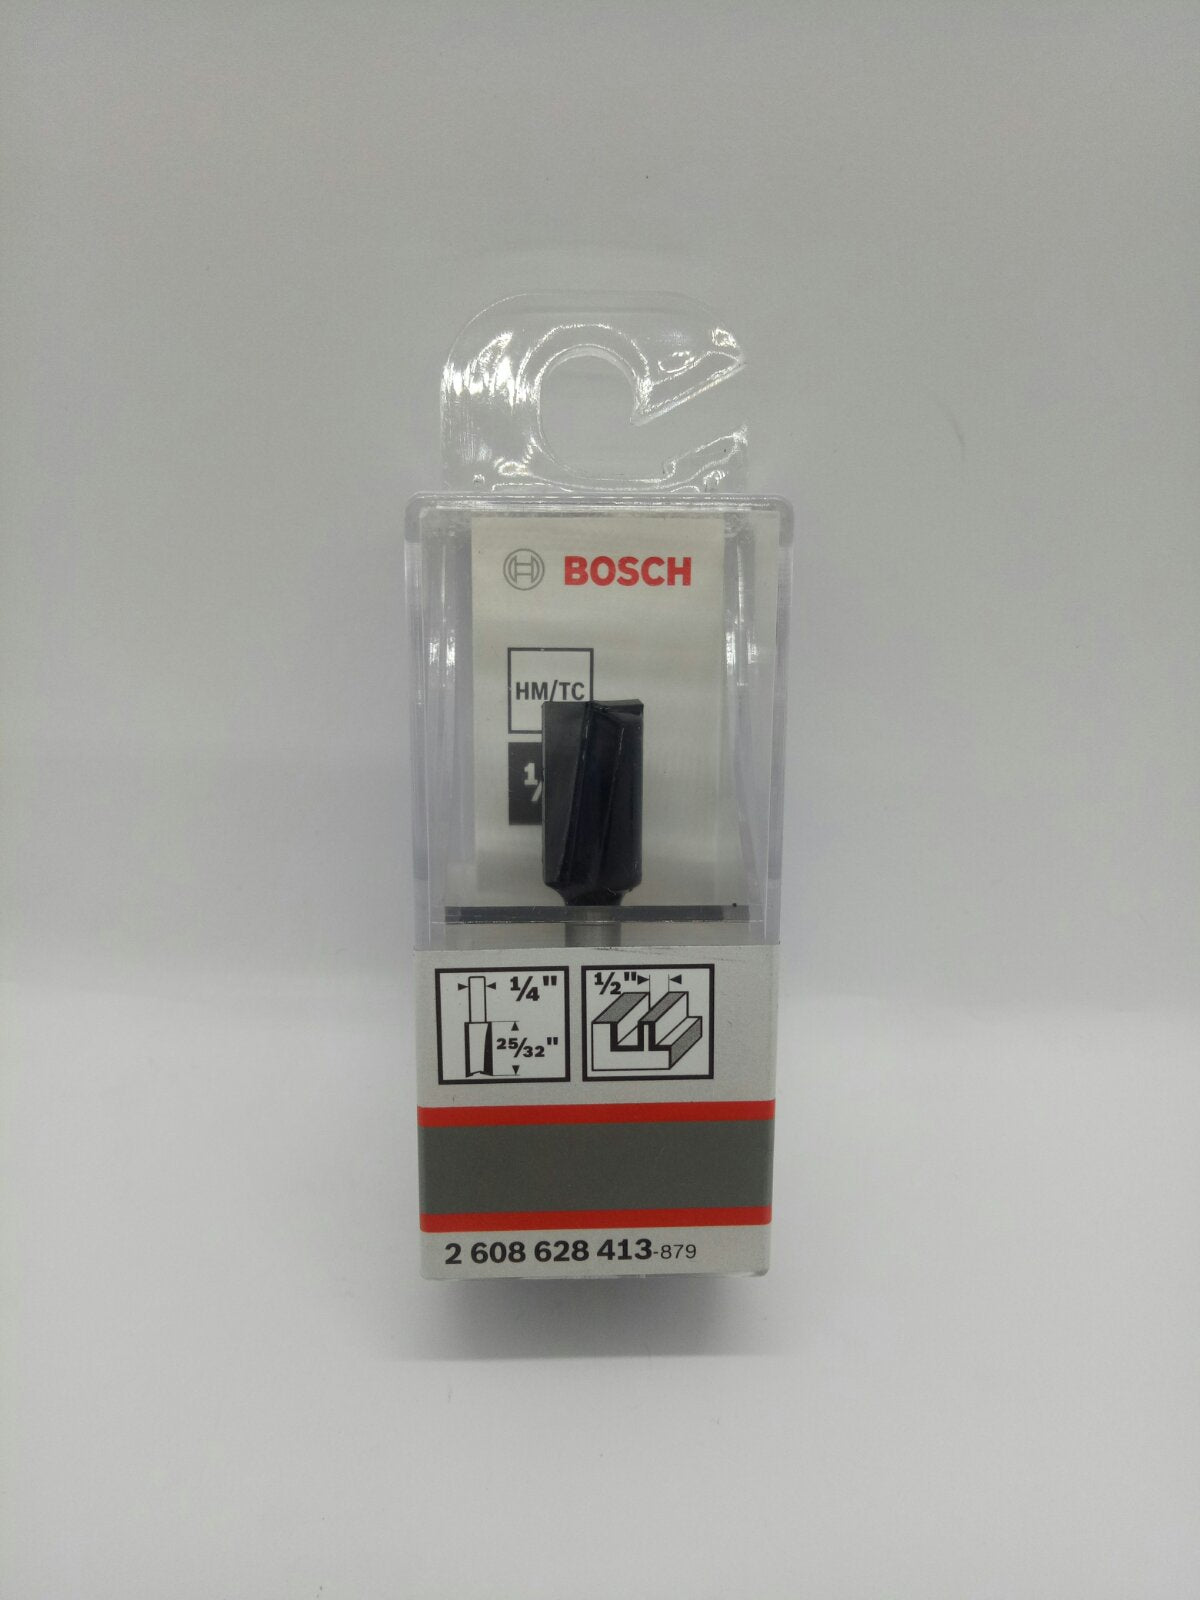 BOSCH
HM/TC
1/4" 1/2"
25/32"
2 608 628 413-879